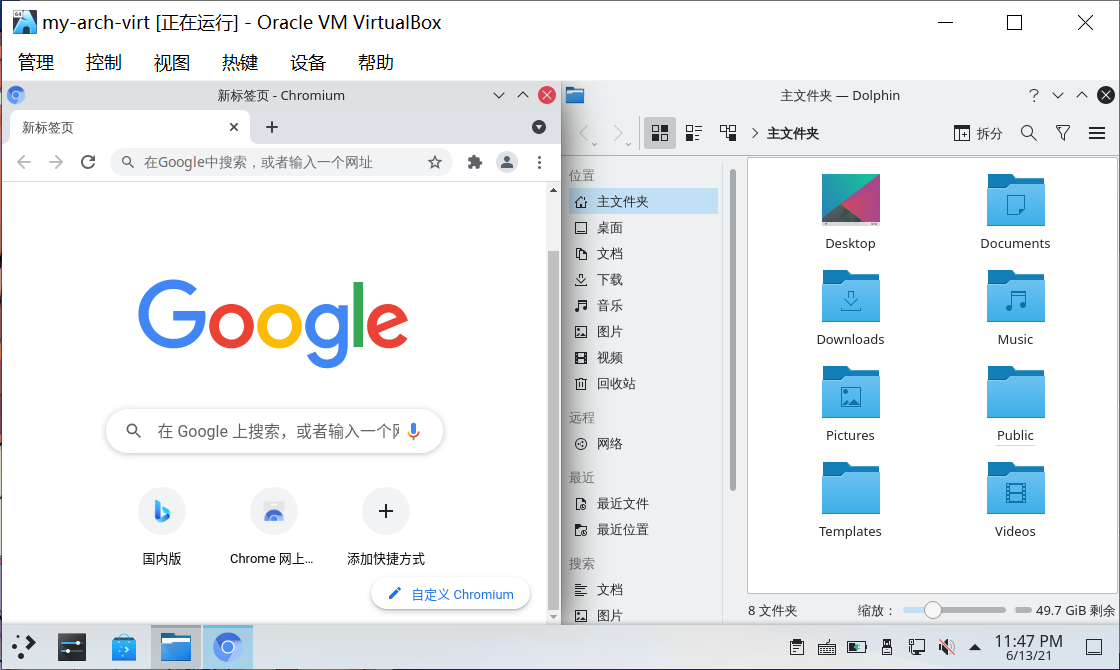 my-arch-virt [正在运行] - Oracle VM VirtualBox
管理 控制 视图 热键 设备 帮助
新标签页 - Chromium
新标签页
在Google中搜索，或者输入一个网址
Google
在 Google 上搜索，或者输入一个网
国内版
Chrome 网上...
添加快捷方式
自定义 Chromium
主文件夹 — Dolphin
主文件夹
拆分
位置
主文件夹
桌面
文档
下载
音乐
图片
视频
回收站
远程
网络
最近
最近文件
最近位置
搜索
文档
图片
Desktop
Documents
Downloads
Music
Pictures
Public
Templates
Videos
8 文件夹
缩放：
49.7 GiB 剩余
11:47 PM
6/13/21